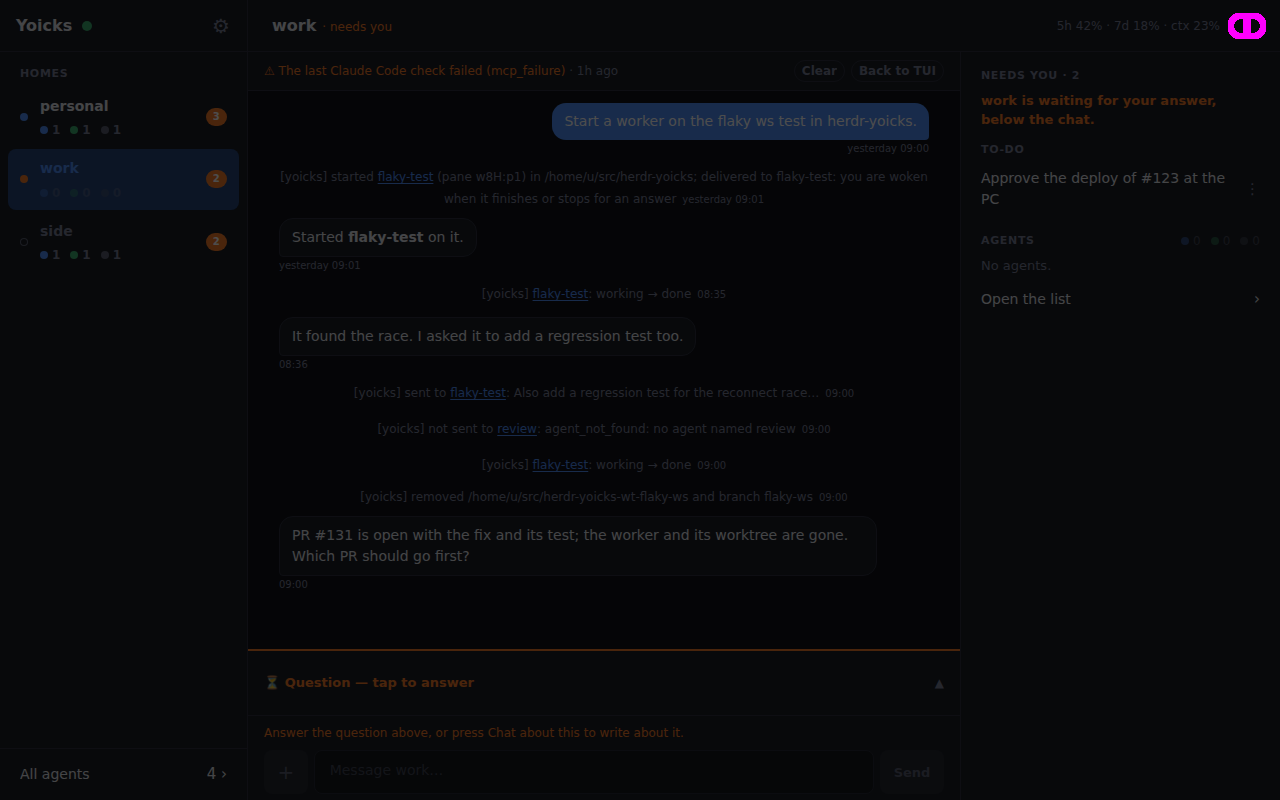 Yoicks
⚙
work · needs you
5h 42% · 7d 18% · ctx 23%
HOMES
personal
1 1 1
3
work
0 0 0
2
side
1 1 1
2
All agents
4 ›
⚠ The last Claude Code check failed (mcp_failure) · 1h ago
Clear
Back to TUI
Start a worker on the flaky ws test in herdr-yoicks.
yesterday 09:00
[yoicks] started flaky-test (pane w8H:p1) in /home/u/src/herdr-yoicks; delivered to flaky-test: you are woken
when it finishes or stops for an answer yesterday 09:01
Started flaky-test on it.
yesterday 09:01
[yoicks] flaky-test: working → done 08:35
It found the race. I asked it to add a regression test too.
08:36
[yoicks] sent to flaky-test: Also add a regression test for the reconnect race… 09:00
[yoicks] not sent to review: agent_not_found: no agent named review 09:00
[yoicks] flaky-test: working → done 09:00
[yoicks] removed /home/u/src/herdr-yoicks-wt-flaky-ws and branch flaky-ws 09:00
PR #131 is open with the fix and its test; the worker and its worktree are gone.
Which PR should go first?
09:00
⏳ Question — tap to answer
▲
Answer the question above, or press Chat about this to write about it.
+
Message work…
Send
NEEDS YOU · 2
work is waiting for your answer,
below the chat.
TO-DO
Approve the deploy of #123 at the
PC
⋮
AGENTS
0 0 0
No agents.
Open the list
›